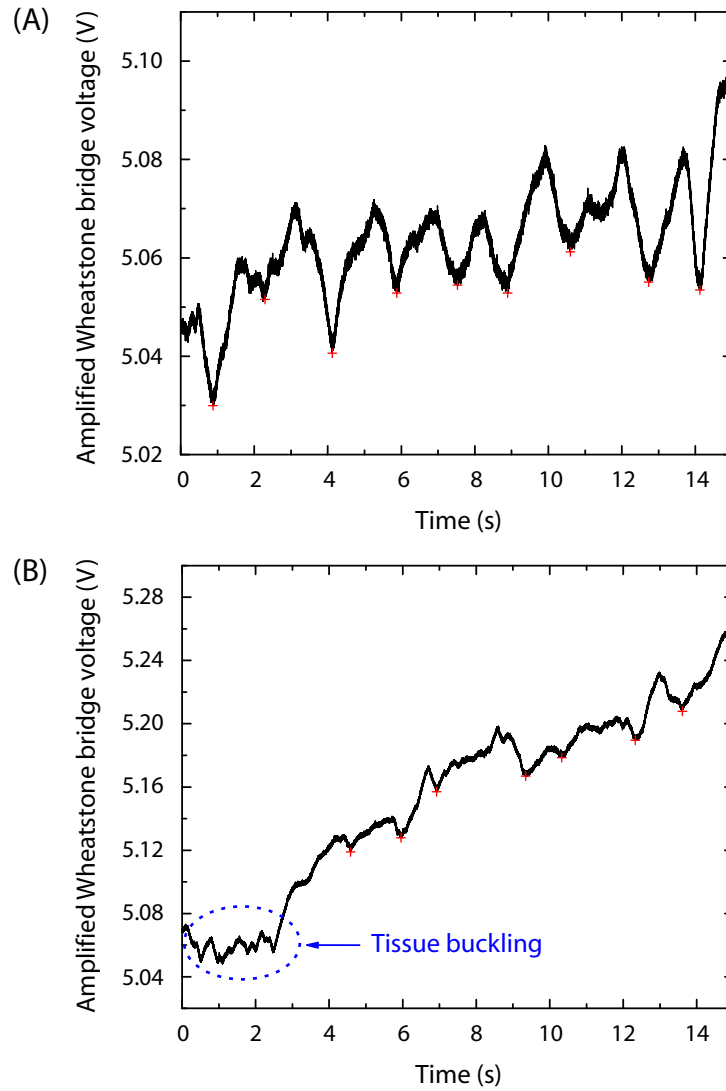 (A)
Amplified Wheatstone bridge voltage (V)
5.10
5.08
5.06
5.04
5.02
0 2 4 6 8 10 12 14
Time (s)
(B)
Amplified Wheatstone bridge voltage (V)
5.28
5.24
5.20
5.16
5.12
5.08
5.04
Tissue buckling
0 2 4 6 8 10 12 14
Time (s)